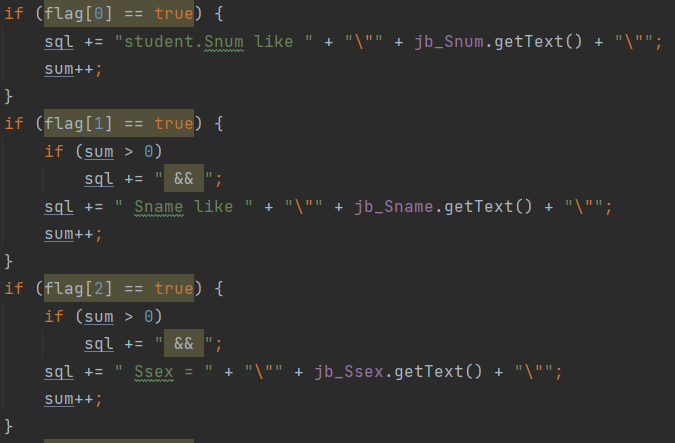 if (flag[0] == true) {
sql += "student.Snum like " + "\"" + jb_Snum.getText() + "\"";
sum++;
}
if (flag[1] == true) {
if (sum > 0)
sql += " && ";
sql += " Sname like " + "\"" + jb_Sname.getText() + "\"";
sum++;
}
if (flag[2] == true) {
if (sum > 0)
sql += " && ";
sql += " Ssex = " + "\"" + jb_Ssex.getText() + "\"";
sum++;
}